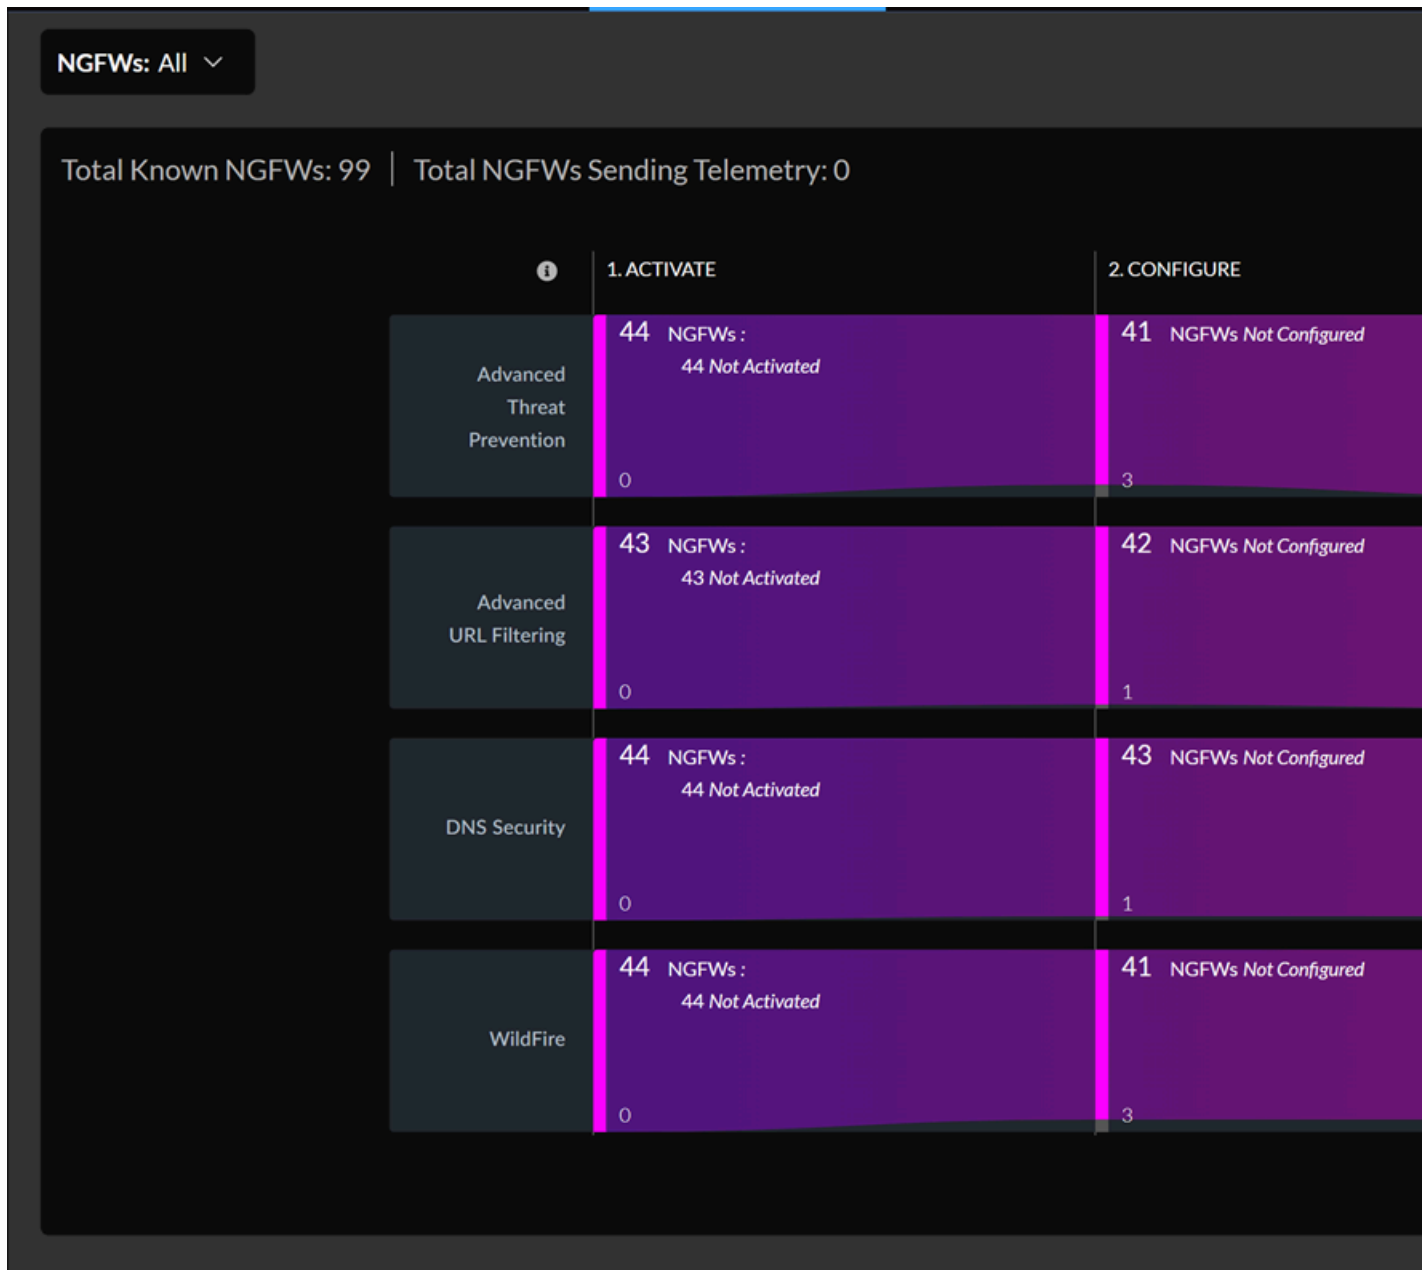 NGFWs: All
Total Known NGFWs: 99 | Total NGFWs Sending Telemetry: 0
1. ACTIVATE
2. CONFIGURE
Advanced
Threat
Prevention
44 NGFWs :
44 Not Activated
0
41 NGFWs Not Configured
3
Advanced
URL Filtering
43 NGFWs :
43 Not Activated
0
42 NGFWs Not Configured
1
DNS Security
44 NGFWs :
44 Not Activated
0
43 NGFWs Not Configured
1
WildFire
44 NGFWs :
44 Not Activated
0
41 NGFWs Not Configured
3